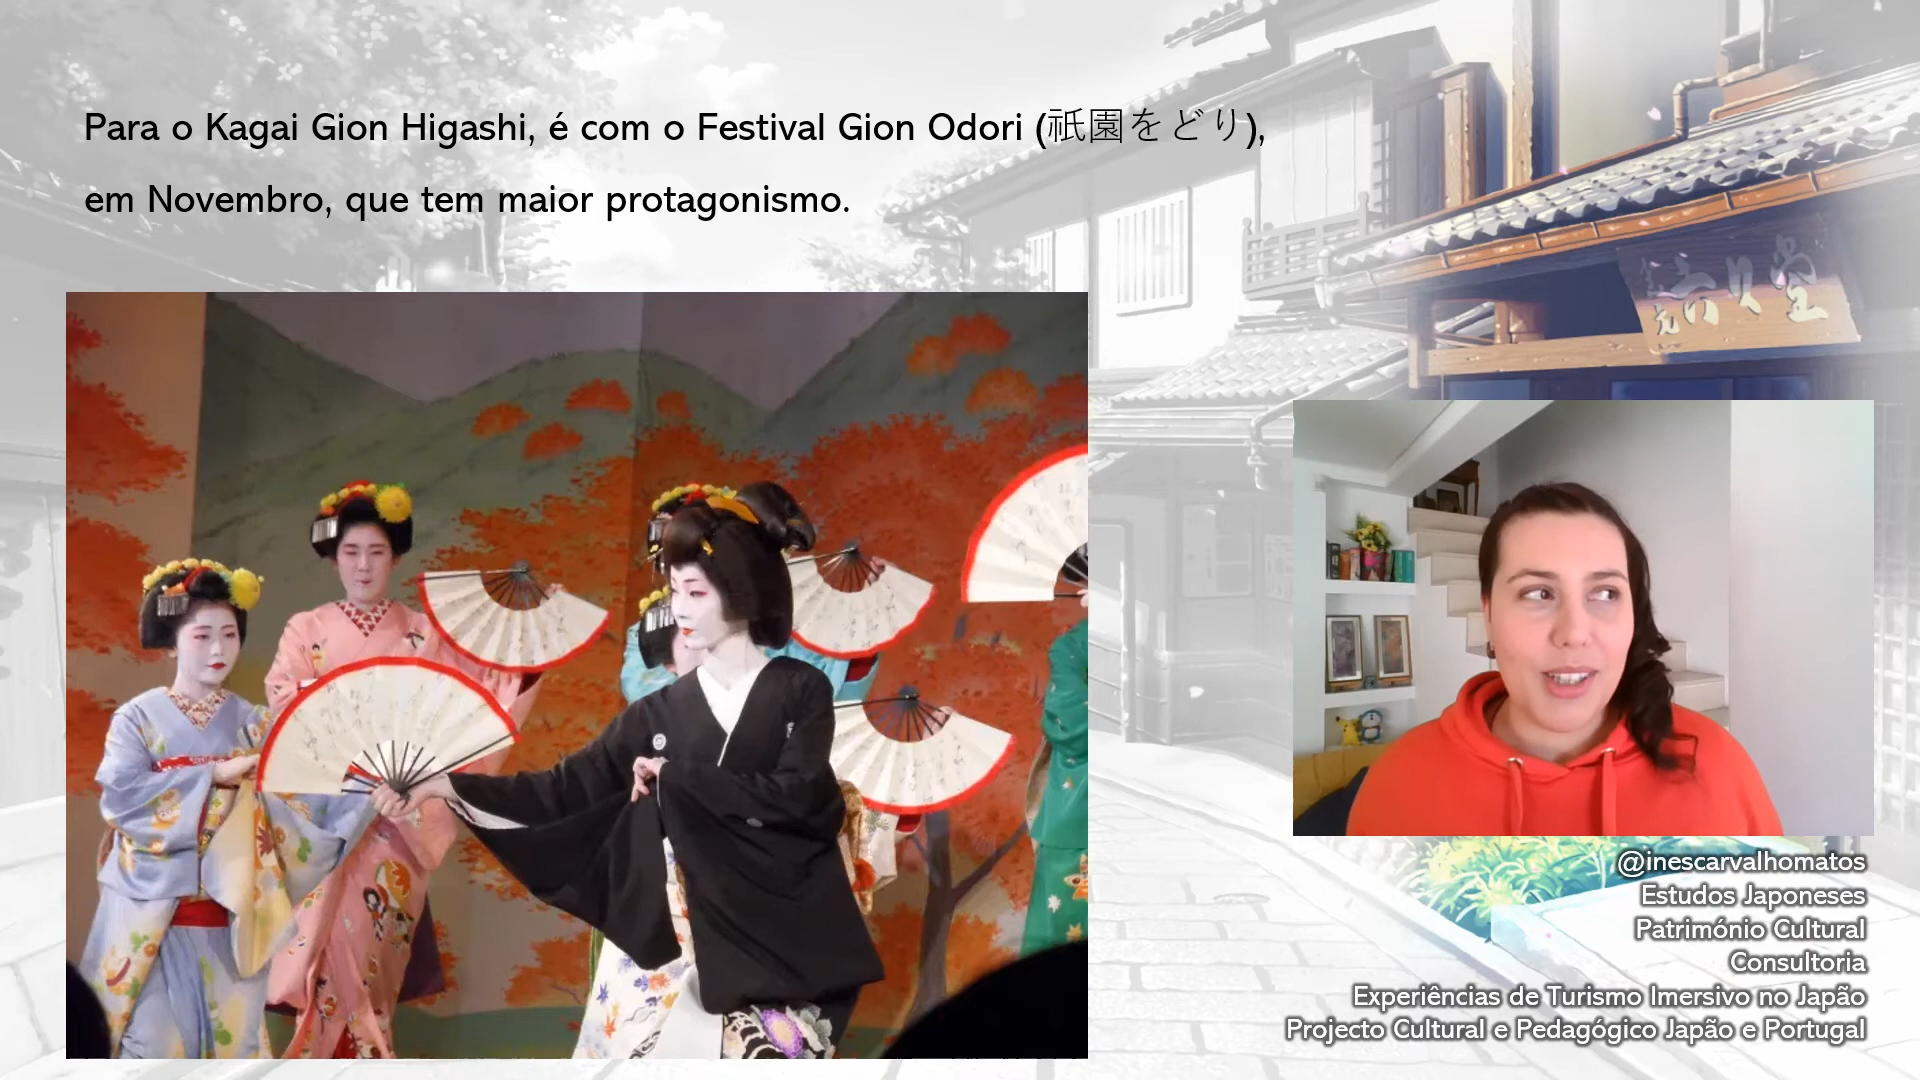 Para o Kagai Gion Higashi, é com o Festival Gion Odori (祇園をどり),
em Novembro, que tem maior protagonismo.
@inescarvalhomatos
Estudos Japoneses
Património Cultural
Consultoria
Experiências de Turismo Imersivo no Japão
Projecto Cultural e Pedagógico Japão e Portugal